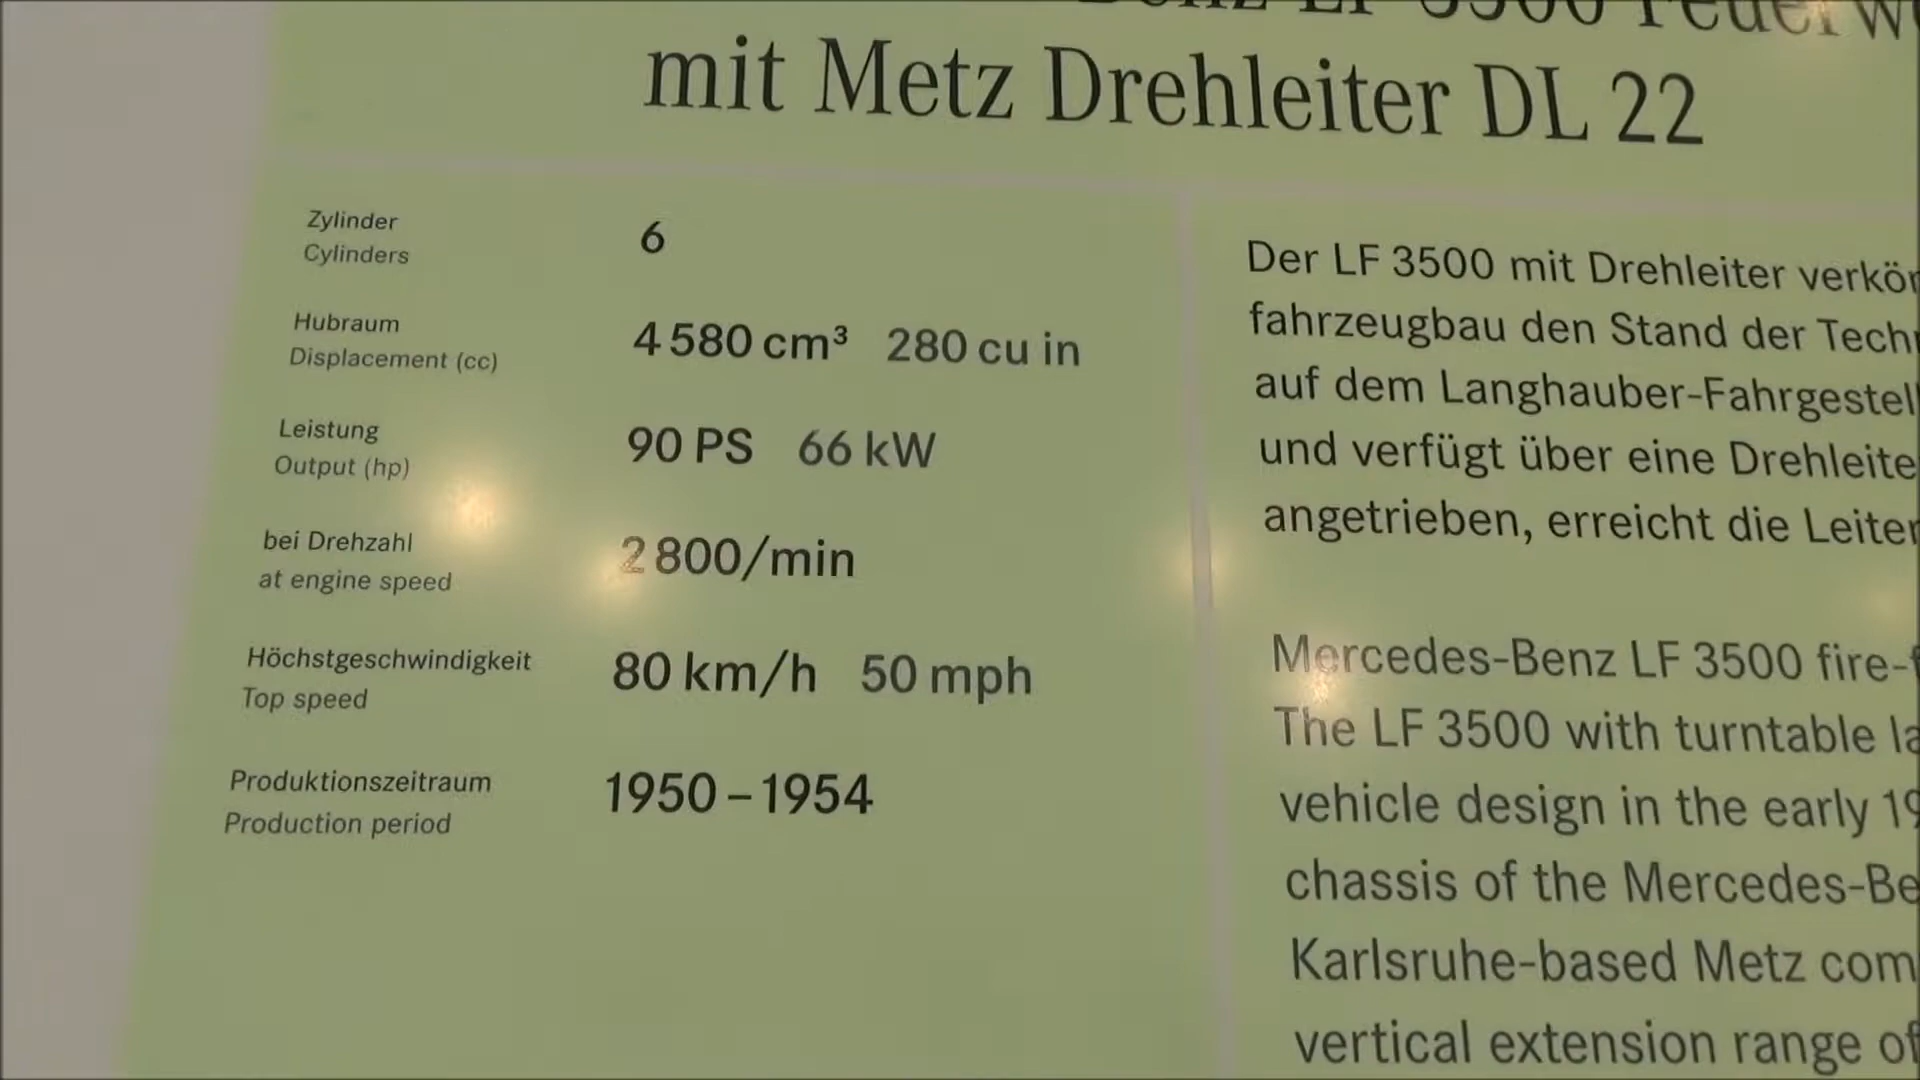 LF 3500
mit Metz Drehleiter DL 22
Zylinder
Cylinders
6
Hubraum
Displacement (cc)
4 580 cm³ 280 cu in
Leistung
Output (hp)
90 PS 66 kW
bei Drehzahl
at engine speed
2 800/min
Höchstgeschwindigkeit
Top speed
80 km/h 50 mph
Produktionszeitraum
Production period
1950 – 1954
Der LF 3500 mit Drehleiter
fahrzeugbau den Stand der
auf dem Langhauber-Fahrgestell
und verfügt über eine
angetrieben, erreicht die
Mercedes-Benz LF 3500 fire-
The LF 3500 with turntable
vehicle design in the early
chassis of the
Karlsruhe-based Metz
vertical extension range of